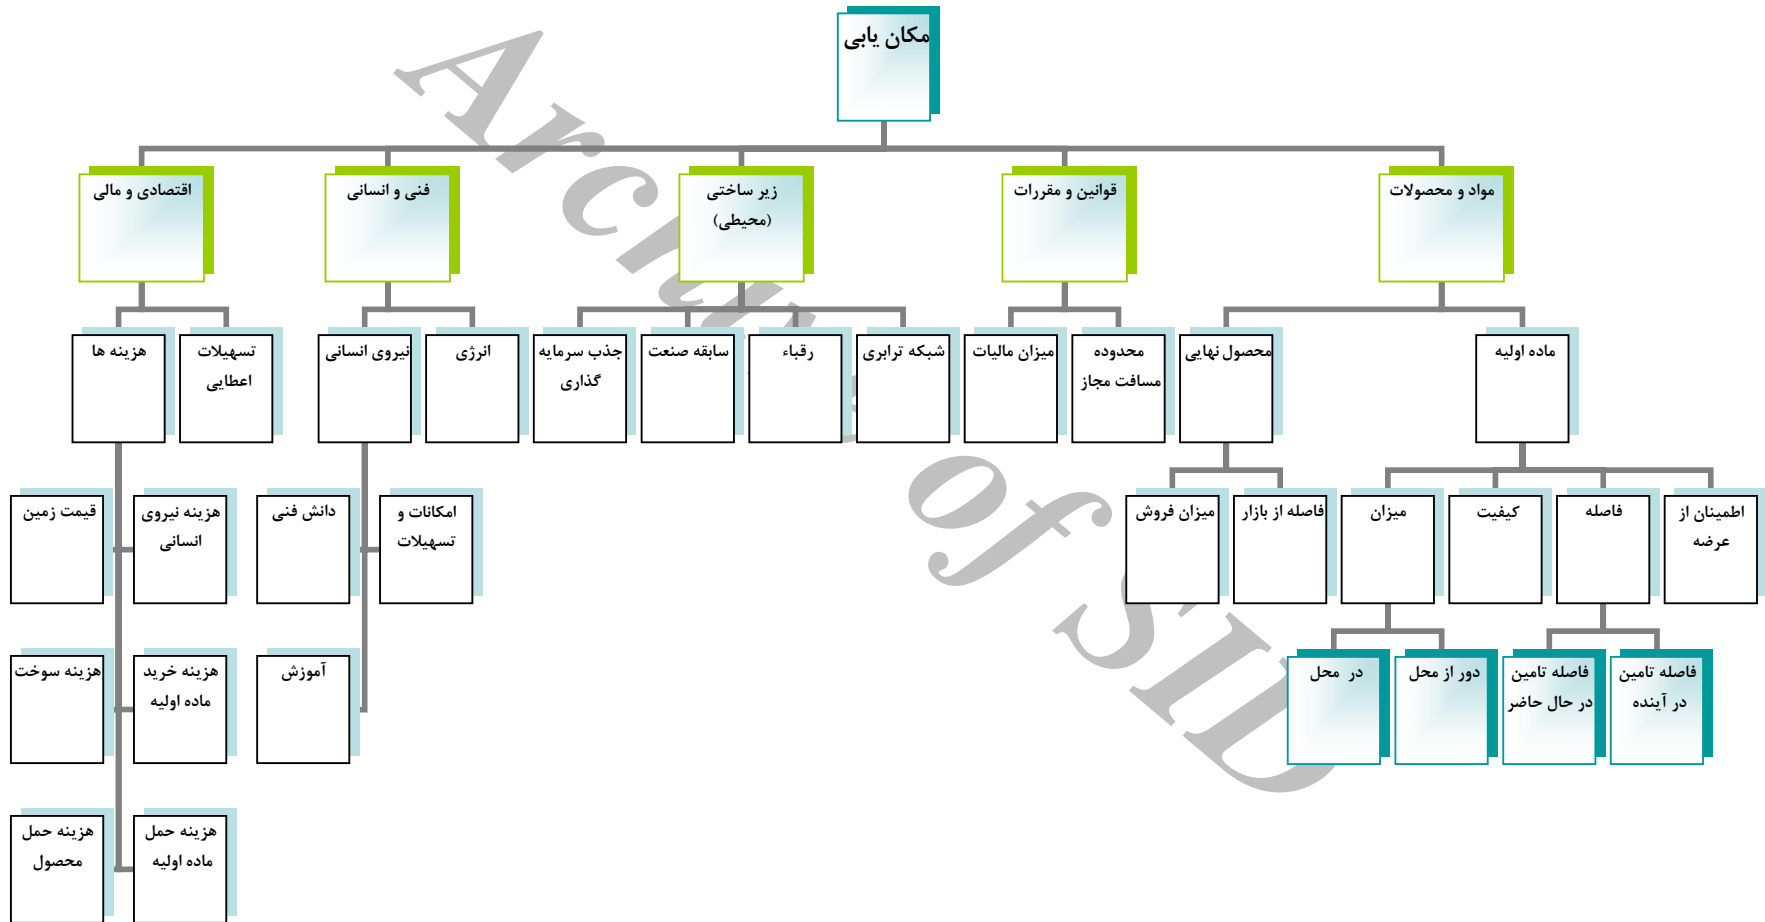 مکان یابی
مواد و محصولات
قوانین و مقررات
زیر ساختی
(محیطی)
فنی و انسانی
اقتصادی و مالی
ماده اولیه
محصول نهایی
محدوده
مسافت مجاز
میزان مالیات
شبکه ترابری
رقباء
سابقه صنعت
جذب سرمایه
گذاری
انرژی
نیروی انسانی
تسهیلات
اعطایی
هزینه ها
اطمینان از
عرضه
فاصله
کیفیت
میزان
فاصله از بازار
میزان فروش
امکانات و
تسهیلات
دانش فنی
هزینه نیروی
انسانی
قیمت زمین
فاصله تامین
در آینده
فاصله تامین
در حال حاضر
دور از محل
در محل
آموزش
هزینه خرید
ماده اولیه
هزینه سوخت
هزینه حمل
ماده اولیه
هزینه حمل
محصول
Archive of SID